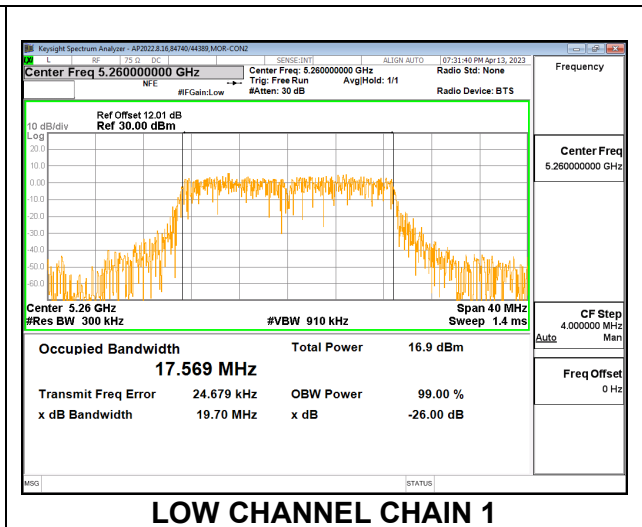 Keysight Spectrum Analyzer - AP2022.8.16,84740/44389,MOR-CON2
L RF 75 Ω DC SENSE:INT ALIGN AUTO 07:31:40 PM Apr 13, 2023
Center Freq 5.260000000 GHz
NFE
#IFGain:Low
Center Freq: 5.260000000 GHz
Trig: Free Run Avg|Hold: 1/1
#Atten: 30 dB
Radio Std: None
Radio Device: BTS
Frequency
Ref Offset 12.01 dB
10 dB/div Ref 30.00 dBm
Log
20.0
10.0
0.00
-10.0
-20.0
-30.0
-40.0
-50.0
-60.0
Center 5.26 GHz Span 40 MHz
#Res BW 300 kHz #VBW 910 kHz Sweep 1.4 ms
Center Freq
5.260000000 GHz
CF Step
4.000000 MHz
Auto Man
Freq Offset
0 Hz
Occupied Bandwidth Total Power 16.9 dBm
17.569 MHz
Transmit Freq Error 24.679 kHz OBW Power 99.00 %
x dB Bandwidth 19.70 MHz x dB -26.00 dB
MSG STATUS
LOW CHANNEL CHAIN 1